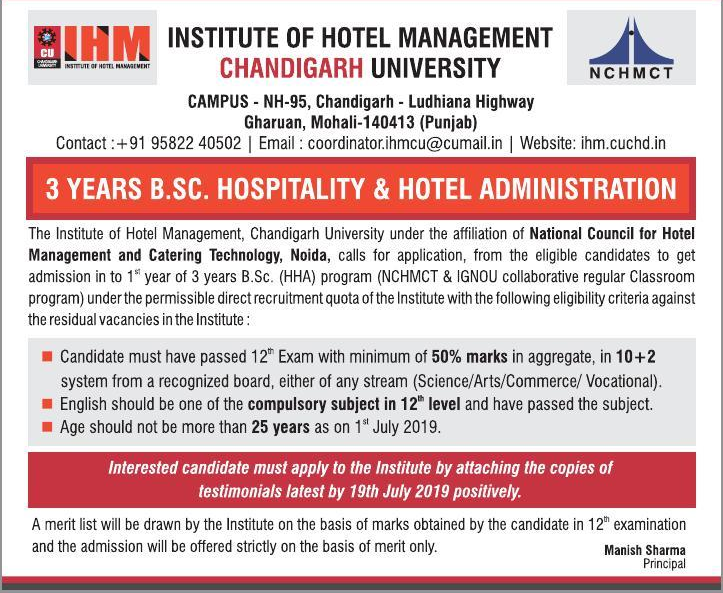 CU
CHANDIGARH
UNIVERSITY
IHM
INSTITUTE OF HOTEL MANAGEMENT
INSTITUTE OF HOTEL MANAGEMENT
CHANDIGARH UNIVERSITY
NCHMCT
CAMPUS - NH-95, Chandigarh - Ludhiana Highway
Gharuan, Mohali-140413 (Punjab)
Contact :+91 95822 40502 | Email : coordinator.ihmcu@cumail.in | Website: ihm.cuchd.in
3 YEARS B.SC. HOSPITALITY & HOTEL ADMINISTRATION
The Institute of Hotel Management, Chandigarh University under the affiliation of National Council for Hotel
Management and Catering Technology, Noida, calls for application, from the eligible candidates to get
admission in to 1st year of 3 years B.Sc. (HHA) program (NCHMCT & IGNOU collaborative regular Classroom
program) under the permissible direct recruitment quota of the Institute with the following eligibility criteria against
the residual vacancies in the Institute :
■ Candidate must have passed 12th Exam with minimum of 50% marks in aggregate, in 10+2
system from a recognized board, either of any stream (Science/Arts/Commerce/ Vocational).
■ English should be one of the compulsory subject in 12th level and have passed the subject.
■ Age should not be more than 25 years as on 1st July 2019.
Interested candidate must apply to the Institute by attaching the copies of
testimonials latest by 19th July 2019 positively.
A merit list will be drawn by the Institute on the basis of marks obtained by the candidate in 12th examination
and the admission will be offered strictly on the basis of merit only.
Manish Sharma
Principal